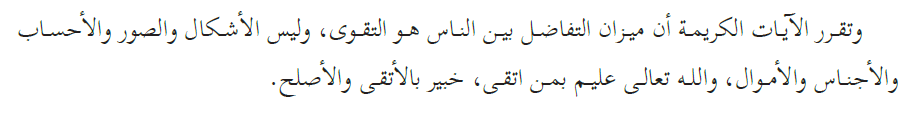 وتقرر الآيات الكريمة أن ميزان التفاضل بين الناس هو التقوى، وليس الأشكال والصور والأحساب
والأجناس والأموال، والله تعالى عليم بمن اتقى، خبير بالأتقى والأصلح.